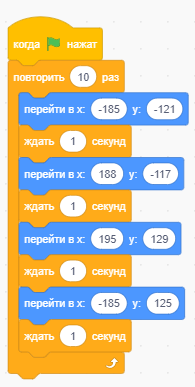 когда нажат
повторить 10 раз
перейти в x: -185 y: -121
ждать 1 секунд
перейти в x: 188 y: -117
ждать 1 секунд
перейти в x: 195 y: 129
ждать 1 секунд
перейти в x: -185 y: 125
ждать 1 секунд